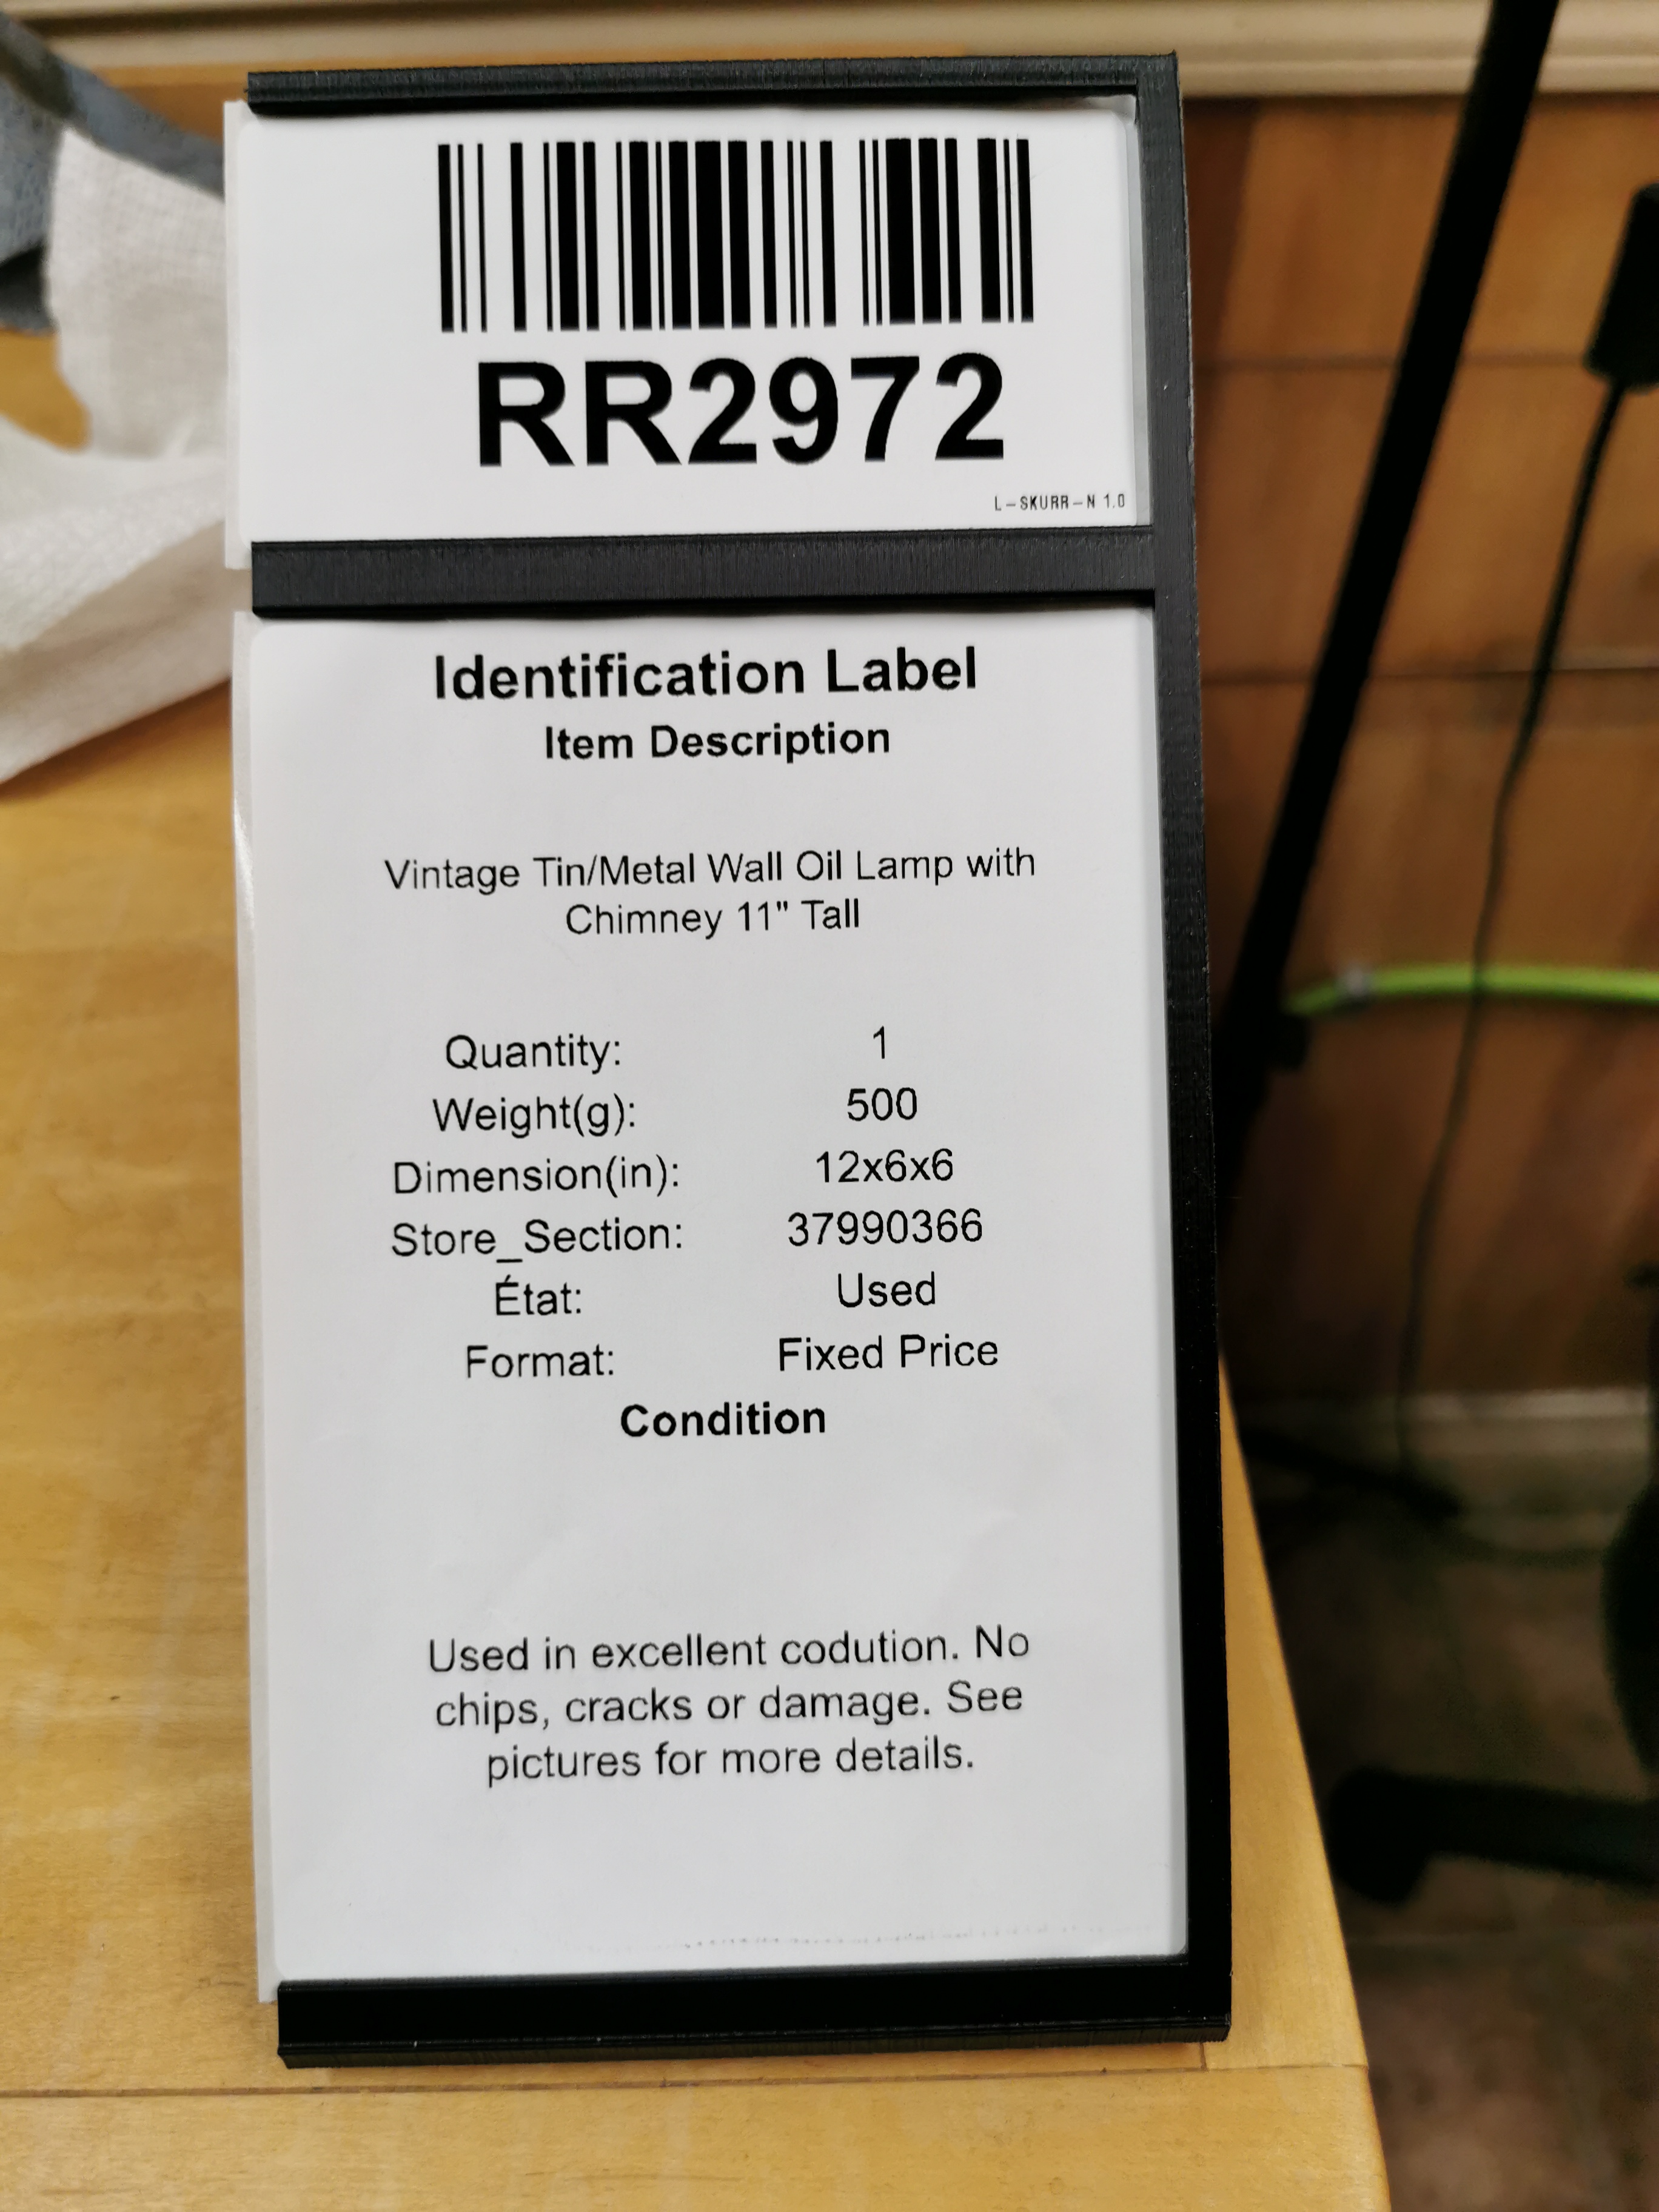 RR2972
L-SKURR-N 1.0
Identification Label
Item Description
Vintage Tin/Metal Wall Oil Lamp with
Chimney 11" Tall
Quantity: 1
Weight(g): 500
Dimension(in): 12x6x6
Store_Section: 37990366
État: Used
Format: Fixed Price
Condition
Used in excellent codution. No
chips, cracks or damage. See
pictures for more details.